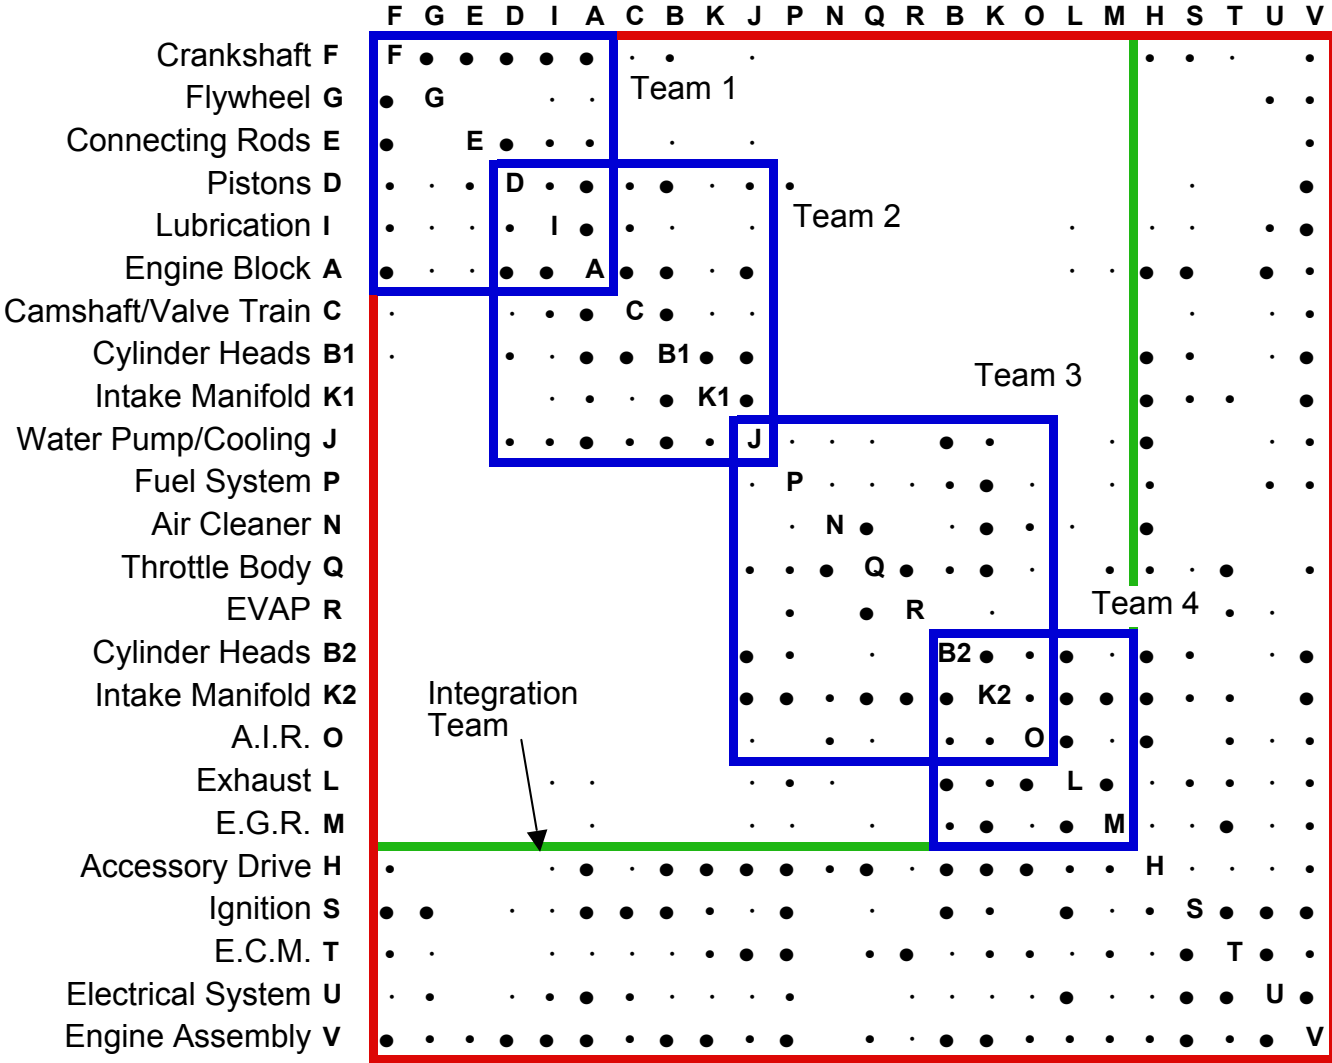 F G E D I A C B K J P N Q R B K O L M H S T U V
Crankshaft F F
Team 1
Flywheel G G
Connecting Rods E E
Pistons D D
Team 2
Lubrication I I
Engine Block A A
Camshaft/Valve Train C C
Cylinder Heads B1 B1
Team 3
Intake Manifold K1 K1
Water Pump/Cooling J J
Fuel System P P
Air Cleaner N N
Throttle Body Q Q
EVAP R R
Team 4
Cylinder Heads B2 B2
Intake Manifold K2 K2
Integration
Team
A.I.R. O O
Exhaust L L
E.G.R. M M
Accessory Drive H H
Ignition S S
E.C.M. T T
Electrical System U U
Engine Assembly V V